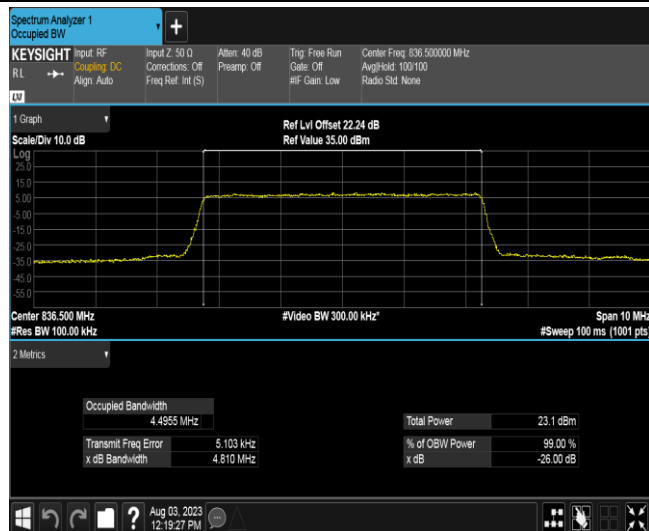 Spectrum Analyzer 1
Occupied BW
+
KEYSIGHT
RL
Input: RF
Coupling: DC
Align: Auto
Input Z: 50 Ω
Corrections: Off
Freq Ref: Int (S)
Atten: 40 dB
Preamp: Off
Trig: Free Run
Gate: Off
#IF Gain: Low
Center Freq: 836.500000 MHz
Avg|Hold: 100/100
Radio Std: None
1 Graph
Scale/Div 10.0 dB
Ref Lvl Offset 22.24 dB
Ref Value 35.00 dBm
Log
25.0
15.0
5.00
-5.00
-15.0
-25.0
-35.0
-45.0
-55.0
Center 836.500 MHz
#Res BW 100.00 kHz
#Video BW 300.00 kHz*
Span 10 MHz
#Sweep 100 ms (1001 pts)
2 Metrics
Occupied Bandwidth
4.4955 MHz
Transmit Freq Error 5.103 kHz
x dB Bandwidth 4.810 MHz
Total Power 23.1 dBm
% of OBW Power 99.00 %
x dB -26.00 dB
?
Aug 03, 2023
12:19:27 PM